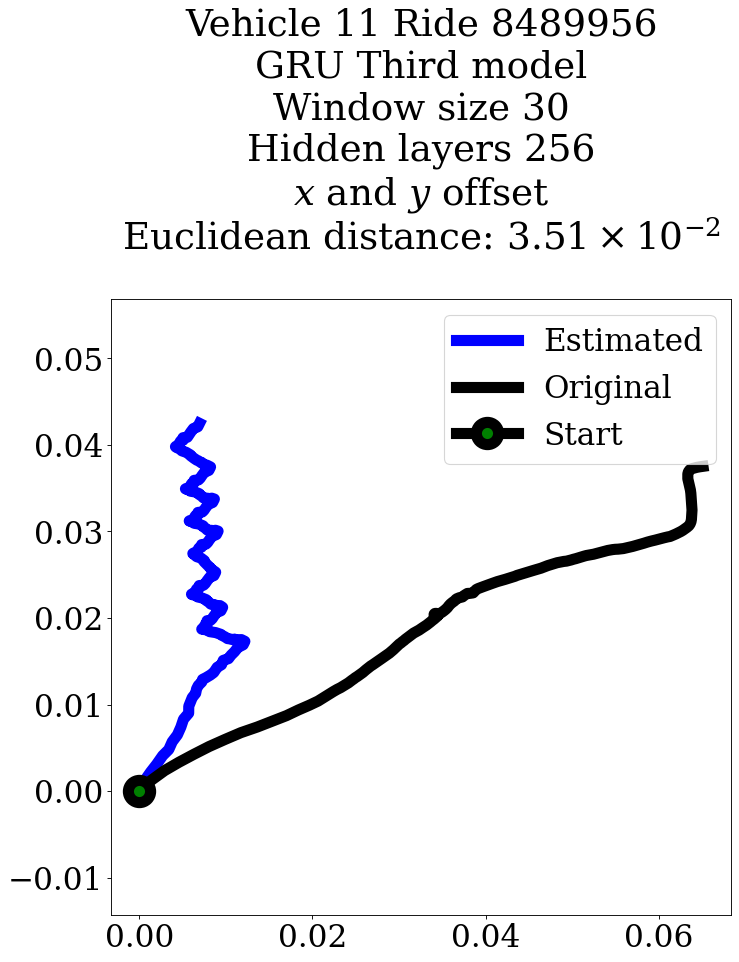 Vehicle 11 Ride 8489956
GRU Third model
Window size 30
Hidden layers 256
x and y offset
Euclidean distance: 3.51 × 10⁻²
Estimated
Original
Start
0.05
0.04
0.03
0.02
0.01
0.00
−0.01
0.00 0.02 0.04 0.06